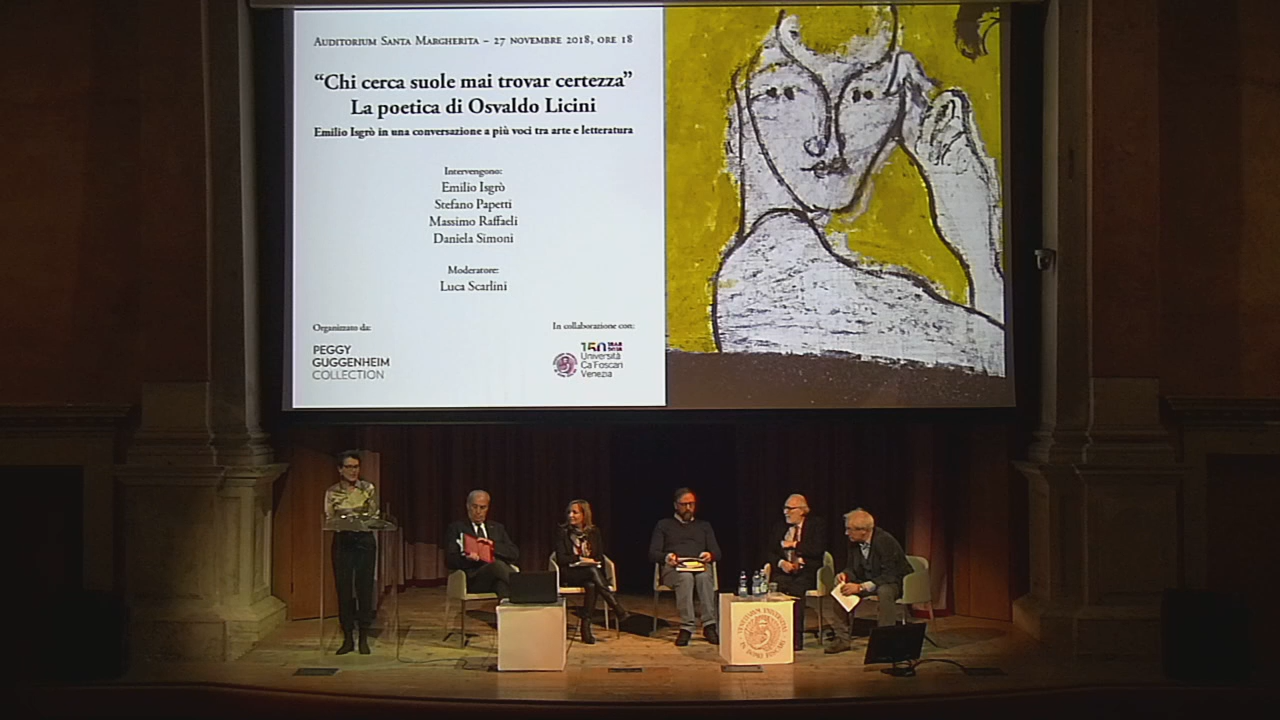 Auditorium Santa Margherita – 27 novembre 2018, ore 18
“Chi cerca suole mai trovar certezza”
La poetica di Osvaldo Licini
Emilio Isgrò in una conversazione a più voci tra arte e letteratura
Intervengono:
Emilio Isgrò
Stefano Papetti
Massimo Raffaeli
Daniela Simoni
Moderatore:
Luca Scarlini
Organizzato da:
PEGGY
GUGGENHEIM
COLLECTION
In collaborazione con:
150
Università
Ca'Foscari
Venezia